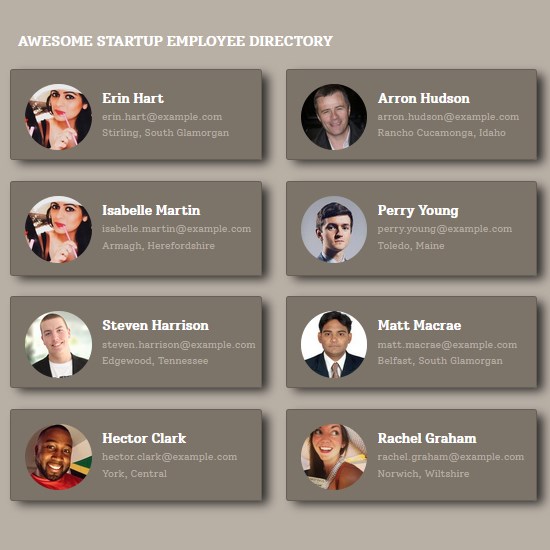 AWESOME STARTUP EMPLOYEE DIRECTORY
Erin Hart
erin.hart@example.com
Stirling, South Glamorgan
Arron Hudson
arron.hudson@example.com
Rancho Cucamonga, Idaho
Isabelle Martin
isabelle.martin@example.com
Armagh, Herefordshire
Perry Young
perry.young@example.com
Toledo, Maine
Steven Harrison
steven.harrison@example.com
Edgewood, Tennessee
Matt Macrae
matt.macrae@example.com
Belfast, South Glamorgan
Hector Clark
hector.clark@example.com
York, Central
Rachel Graham
rachel.graham@example.com
Norwich, Wiltshire